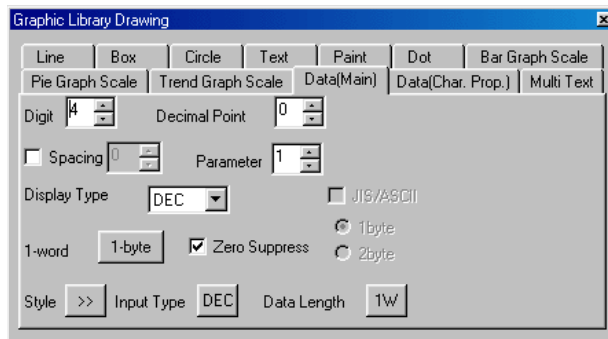 Graphic Library Drawing
Line Box Circle Text Paint Dot Bar Graph Scale
Pie Graph Scale Trend Graph Scale Data(Main) Data(Char. Prop.) Multi Text
Digit 4 Decimal Point 0
Spacing 0 Parameter 1
Display Type DEC JIS/ASCII
1byte
1-word 1-byte Zero Suppress 2byte
Style >> Input Type DEC Data Length 1W